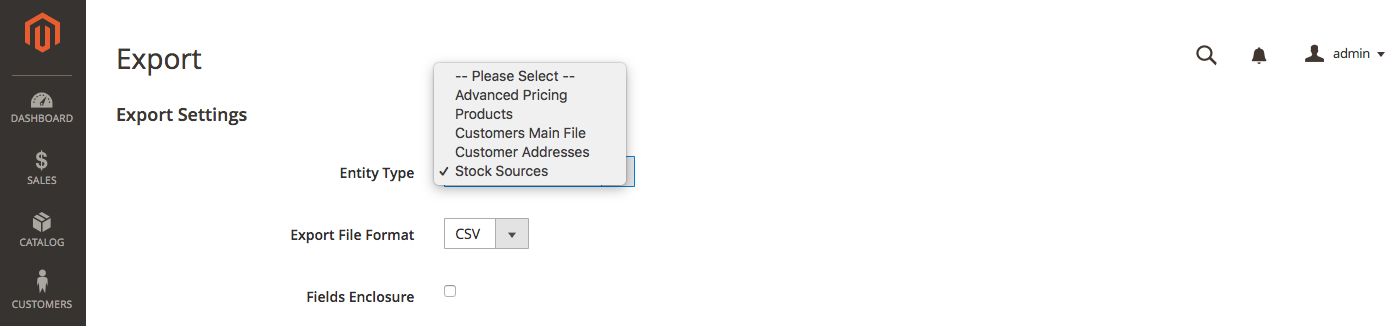 Export
admin
Export Settings
Entity Type
-- Please Select --
Advanced Pricing
Products
Customers Main File
Customer Addresses
✓ Stock Sources
Export File Format
CSV
Fields Enclosure
DASHBOARD
$
SALES
CATALOG
CUSTOMERS